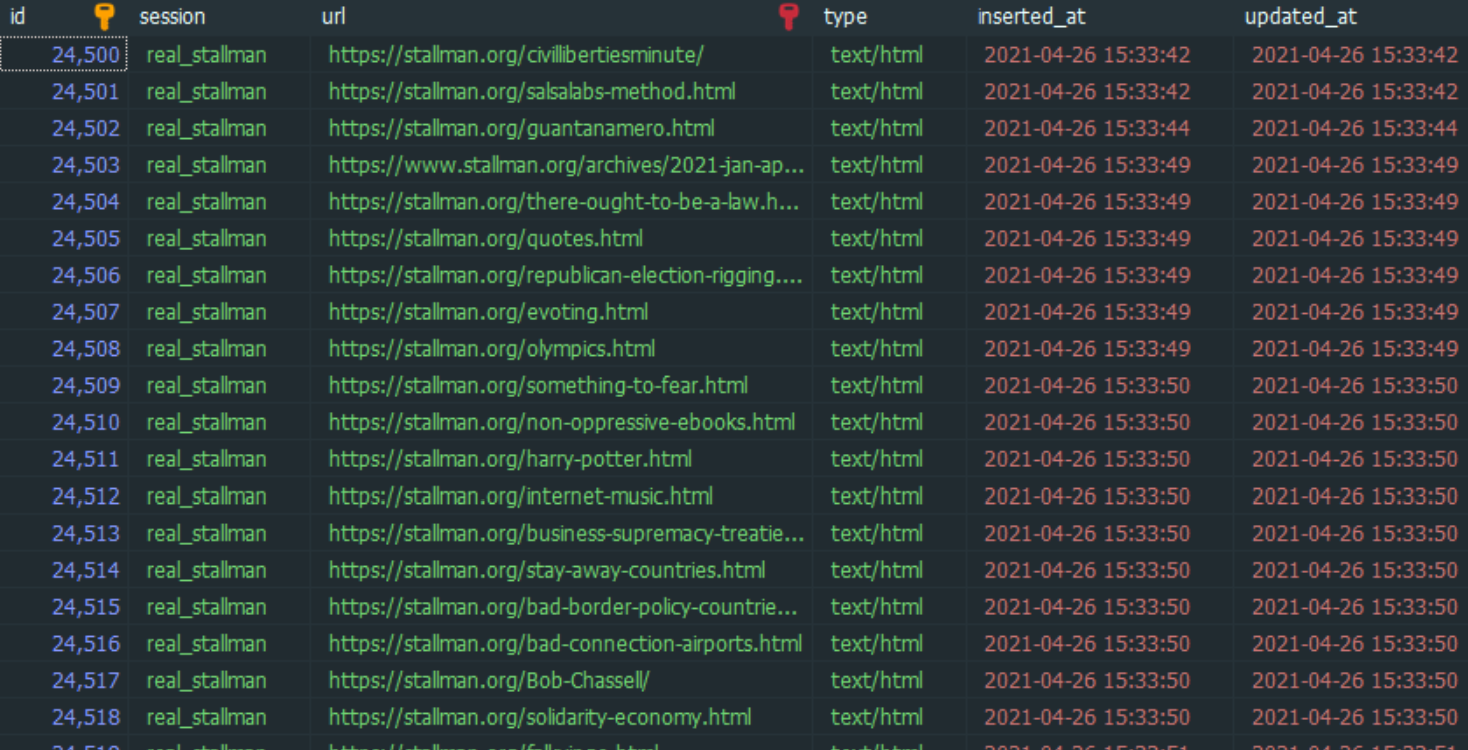 id session url type inserted_at updated_at
24,500 real_stallman https://stallman.org/civillibertiesminute/ text/html 2021-04-26 15:33:42 2021-04-26 15:33:42
24,501 real_stallman https://stallman.org/salsalabs-method.html text/html 2021-04-26 15:33:42 2021-04-26 15:33:42
24,502 real_stallman https://stallman.org/guantanamero.html text/html 2021-04-26 15:33:44 2021-04-26 15:33:44
24,503 real_stallman https://www.stallman.org/archives/2021-jan-ap... text/html 2021-04-26 15:33:49 2021-04-26 15:33:49
24,504 real_stallman https://stallman.org/there-ought-to-be-a-law.h... text/html 2021-04-26 15:33:49 2021-04-26 15:33:49
24,505 real_stallman https://stallman.org/quotes.html text/html 2021-04-26 15:33:49 2021-04-26 15:33:49
24,506 real_stallman https://stallman.org/republican-election-rigging.... text/html 2021-04-26 15:33:49 2021-04-26 15:33:49
24,507 real_stallman https://stallman.org/evoting.html text/html 2021-04-26 15:33:49 2021-04-26 15:33:49
24,508 real_stallman https://stallman.org/olympics.html text/html 2021-04-26 15:33:49 2021-04-26 15:33:49
24,509 real_stallman https://stallman.org/something-to-fear.html text/html 2021-04-26 15:33:50 2021-04-26 15:33:50
24,510 real_stallman https://stallman.org/non-oppressive-ebooks.html text/html 2021-04-26 15:33:50 2021-04-26 15:33:50
24,511 real_stallman https://stallman.org/harry-potter.html text/html 2021-04-26 15:33:50 2021-04-26 15:33:50
24,512 real_stallman https://stallman.org/internet-music.html text/html 2021-04-26 15:33:50 2021-04-26 15:33:50
24,513 real_stallman https://stallman.org/business-supremacy-treatie... text/html 2021-04-26 15:33:50 2021-04-26 15:33:50
24,514 real_stallman https://stallman.org/stay-away-countries.html text/html 2021-04-26 15:33:50 2021-04-26 15:33:50
24,515 real_stallman https://stallman.org/bad-border-policy-countrie... text/html 2021-04-26 15:33:50 2021-04-26 15:33:50
24,516 real_stallman https://stallman.org/bad-connection-airports.html text/html 2021-04-26 15:33:50 2021-04-26 15:33:50
24,517 real_stallman https://stallman.org/Bob-Chassell/ text/html 2021-04-26 15:33:50 2021-04-26 15:33:50
24,518 real_stallman https://stallman.org/solidarity-economy.html text/html 2021-04-26 15:33:50 2021-04-26 15:33:50